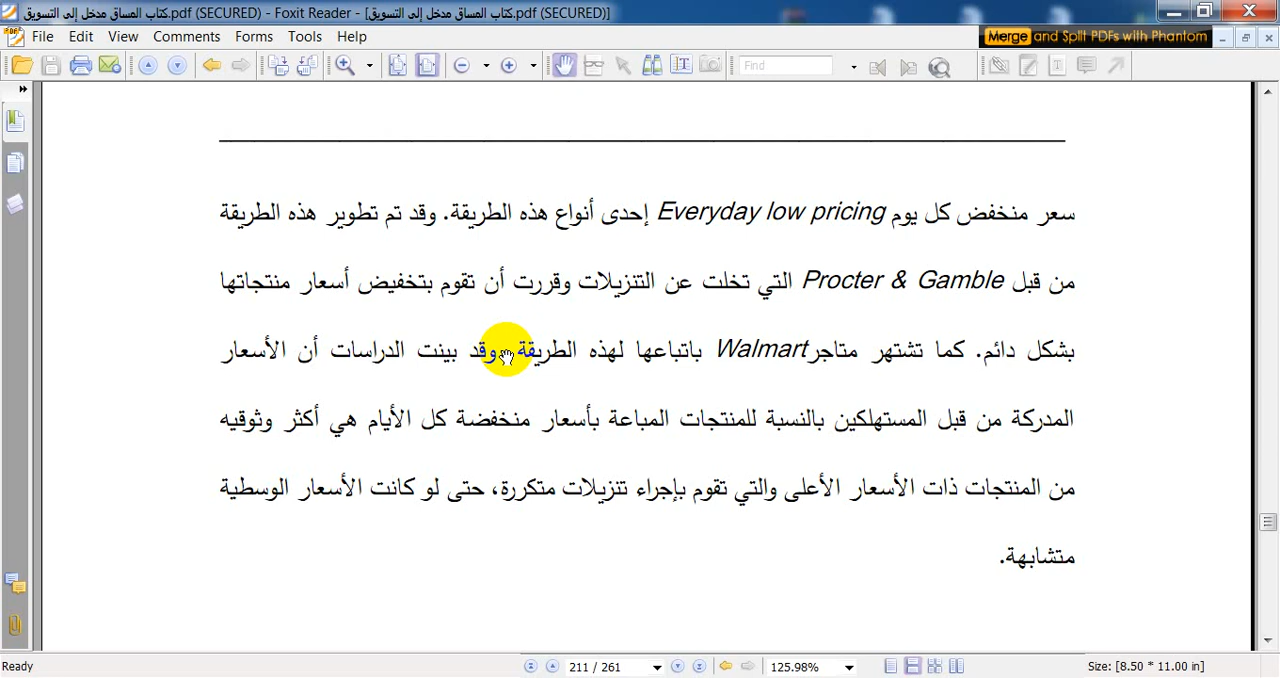 كتاب المساق مدخل إلى التسويق.pdf (SECURED) - Foxit Reader - [كتاب المساق مدخل إلى التسويق.pdf (SECURED)]
File Edit View Comments Forms Tools Help
Merge and Split PDFs with Phantom
Find
سعر منخفض كل يوم Everyday low pricing إحدى أنواع هذه الطريقة. وقد تم تطوير هذه الطريقة
من قبل Procter & Gamble التي تخلت عن التنزيلات وقررت أن تقوم بتخفيض أسعار منتجاتها
بشكل دائم. كما تشتهر متاجر Walmart باتباعها لهذه الطريقة وقد بينت الدراسات أن الأسعار
المدركة من قبل المستهلكين بالنسبة للمنتجات المباعة بأسعار منخفضة كل الأيام هي أكثر وثوقيه
من المنتجات ذات الأسعار الأعلى والتي تقوم بإجراء تنزيلات متكررة، حتى لو كانت الأسعار الوسطية
متشابهة.
Ready 211 / 261 125.98% Size: [8.50 * 11.00 in]